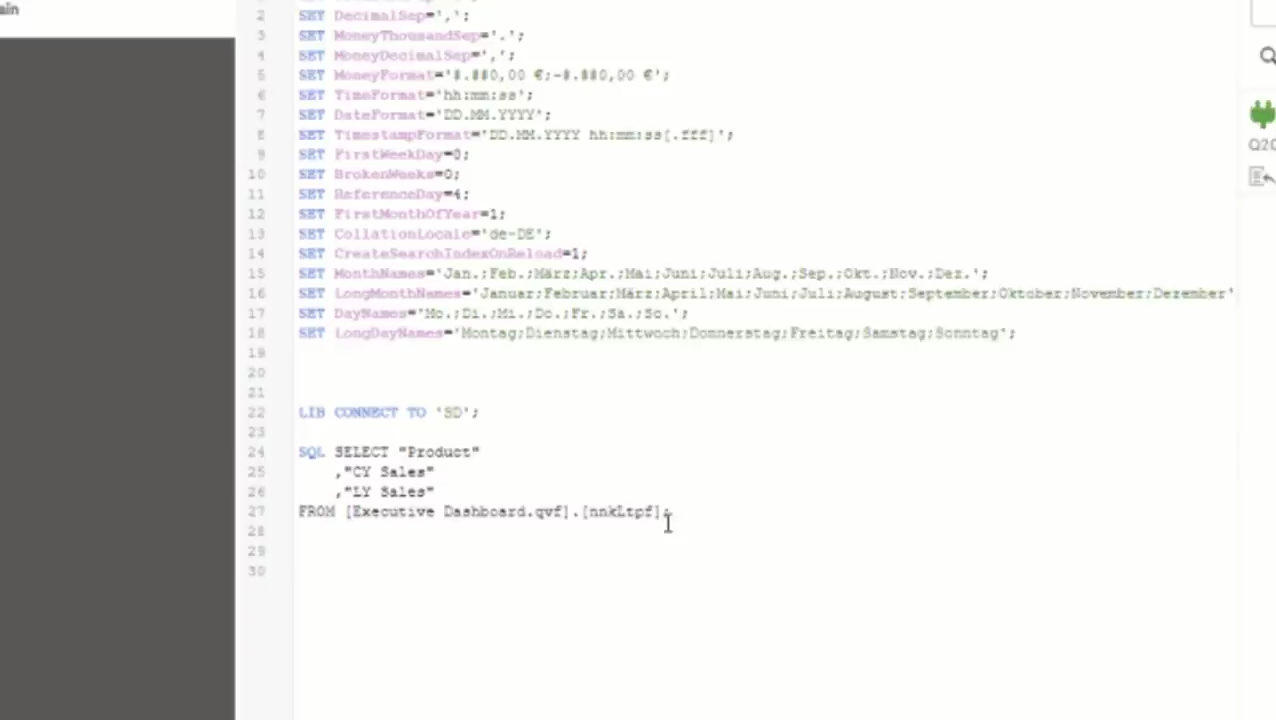 ain
2 SET DecimalSep=',';
3 SET MoneyThousandSep='.';
4 SET MoneyDecimalSep=',';
5 SET MoneyFormat='#.##0,00 €;-#.##0,00 €';
6 SET TimeFormat='hh:mm:ss';
7 SET DateFormat='DD.MM.YYYY';
8 SET TimestampFormat='DD.MM.YYYY hh:mm:ss[.fff]';
9 SET FirstWeekDay=0;
10 SET BrokenWeeks=0;
11 SET ReferenceDay=4;
12 SET FirstMonthOfYear=1;
13 SET CollationLocale='de-DE';
14 SET CreateSearchIndexOnReload=1;
15 SET MonthNames='Jan.;Feb.;März;Apr.;Mai;Juni;Juli;Aug.;Sep.;Okt.;Nov.;Dez.';
16 SET LongMonthNames='Januar;Februar;März;April;Mai;Juni;Juli;August;September;Oktober;November;Dezember'
17 SET DayNames='Mo.;Di.;Mi.;Do.;Fr.;Sa.;So.';
18 SET LongDayNames='Montag;Dienstag;Mittwoch;Donnerstag;Freitag;Samstag;Sonntag';
19
20
21
22 LIB CONNECT TO 'SD';
23
24 SQL SELECT "Product"
25 ,"CY Sales"
26 ,"LY Sales"
27 FROM [Executive Dashboard.qvf].[nnkLtpf];
28
29
30